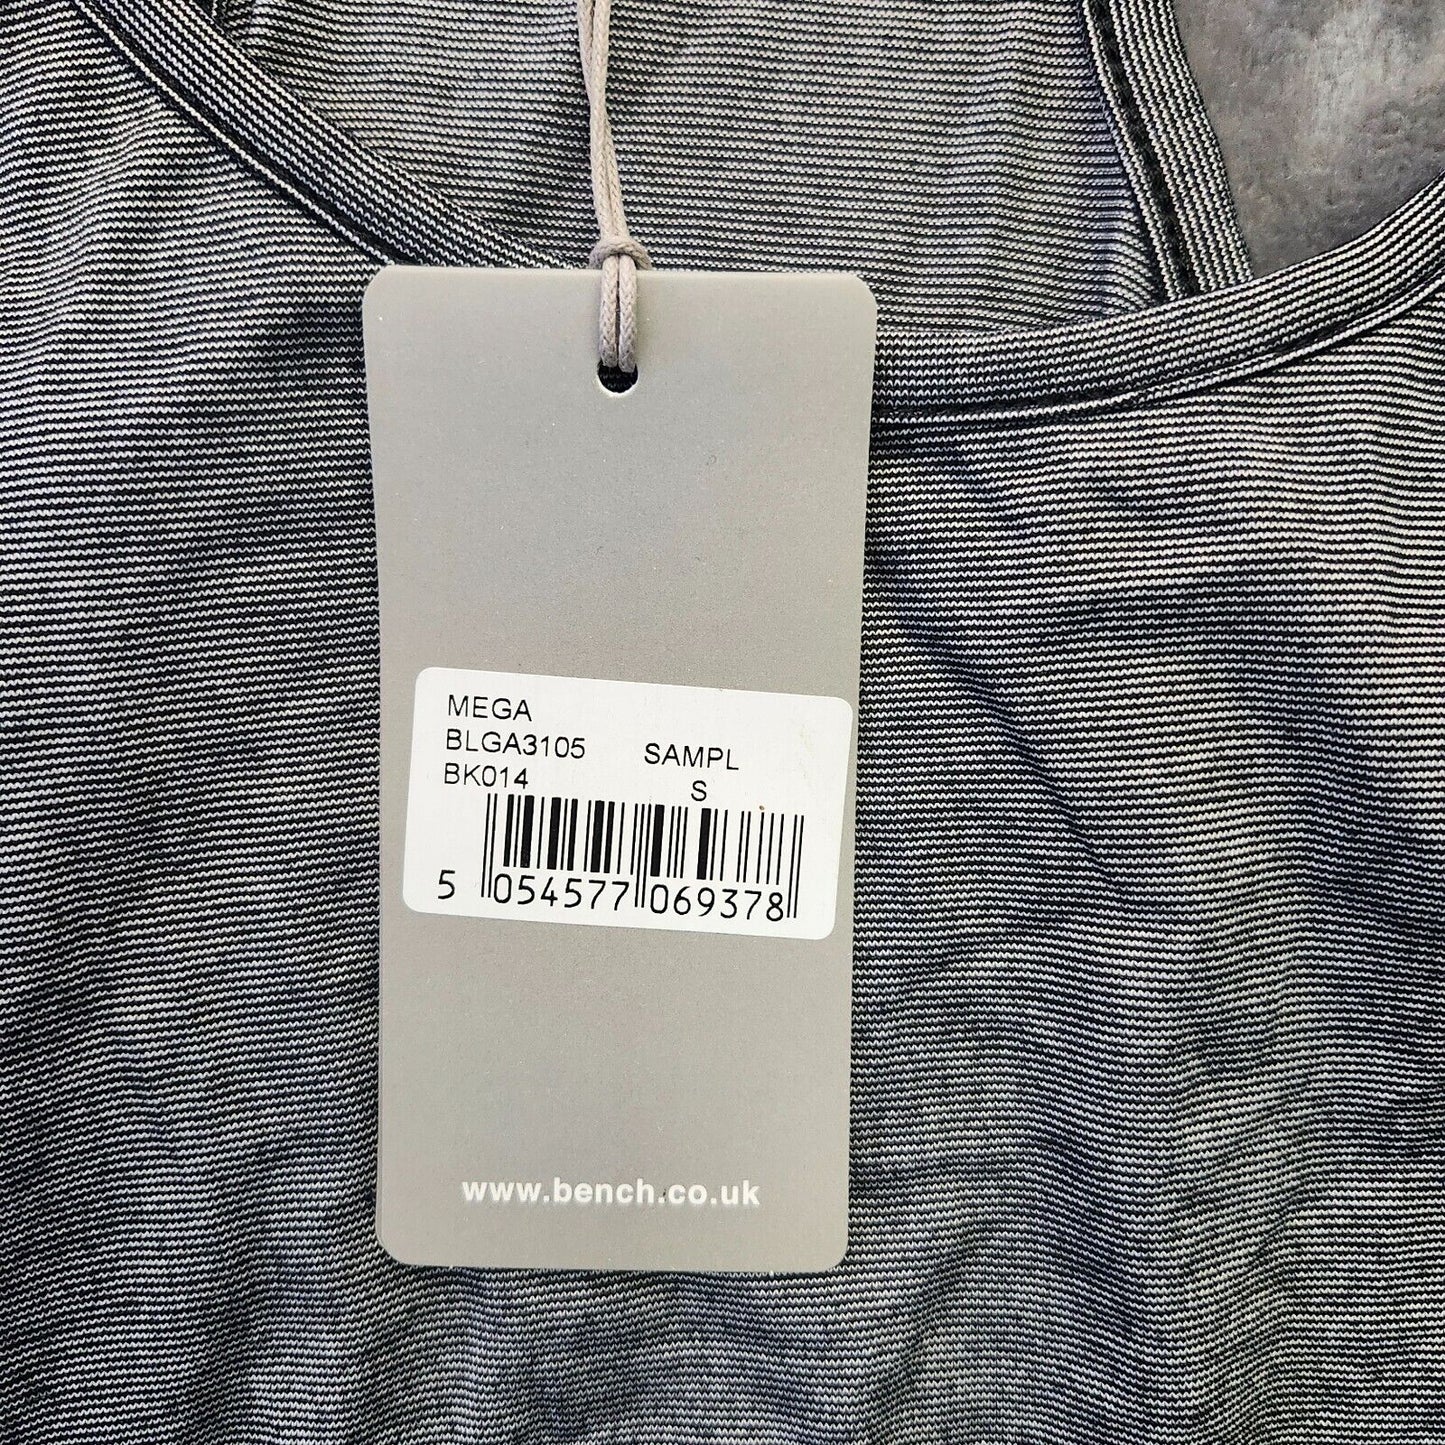 MEGA
BLGA3105 SAMPL
BK014 S
5 054577 069378
www.bench.co.uk